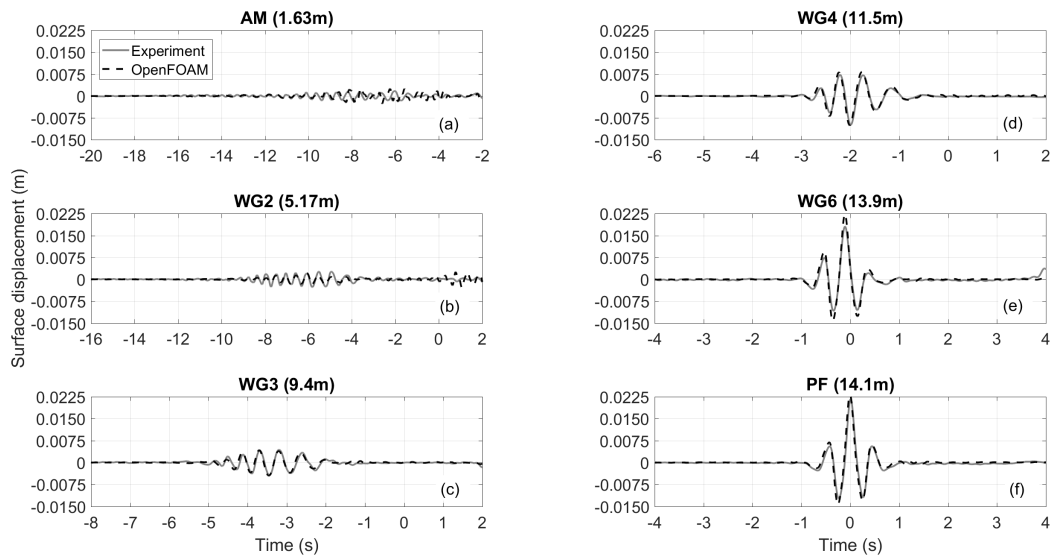 AM (1.63m)
0.0225
0.0150
0.0075
0
-0.0075
-0.0150
Experiment
OpenFOAM
(a)
-20 -18 -16 -14 -12 -10 -8 -6 -4 -2
WG2 (5.17m)
0.0225
0.0150
0.0075
0
-0.0075
-0.0150
(b)
-16 -14 -12 -10 -8 -6 -4 -2 0 2
Surface displacement (m)
WG3 (9.4m)
0.0225
0.0150
0.0075
0
-0.0075
-0.0150
(c)
-8 -7 -6 -5 -4 -3 -2 -1 0 1 2
Time (s)
WG4 (11.5m)
0.0225
0.0150
0.0075
0
-0.0075
-0.0150
(d)
-6 -5 -4 -3 -2 -1 0 1 2
WG6 (13.9m)
0.0225
0.0150
0.0075
0
-0.0075
-0.0150
(e)
-4 -3 -2 -1 0 1 2 3 4
PF (14.1m)
0.0225
0.0150
0.0075
0
-0.0075
-0.0150
(f)
-4 -3 -2 -1 0 1 2 3 4
Time (s)